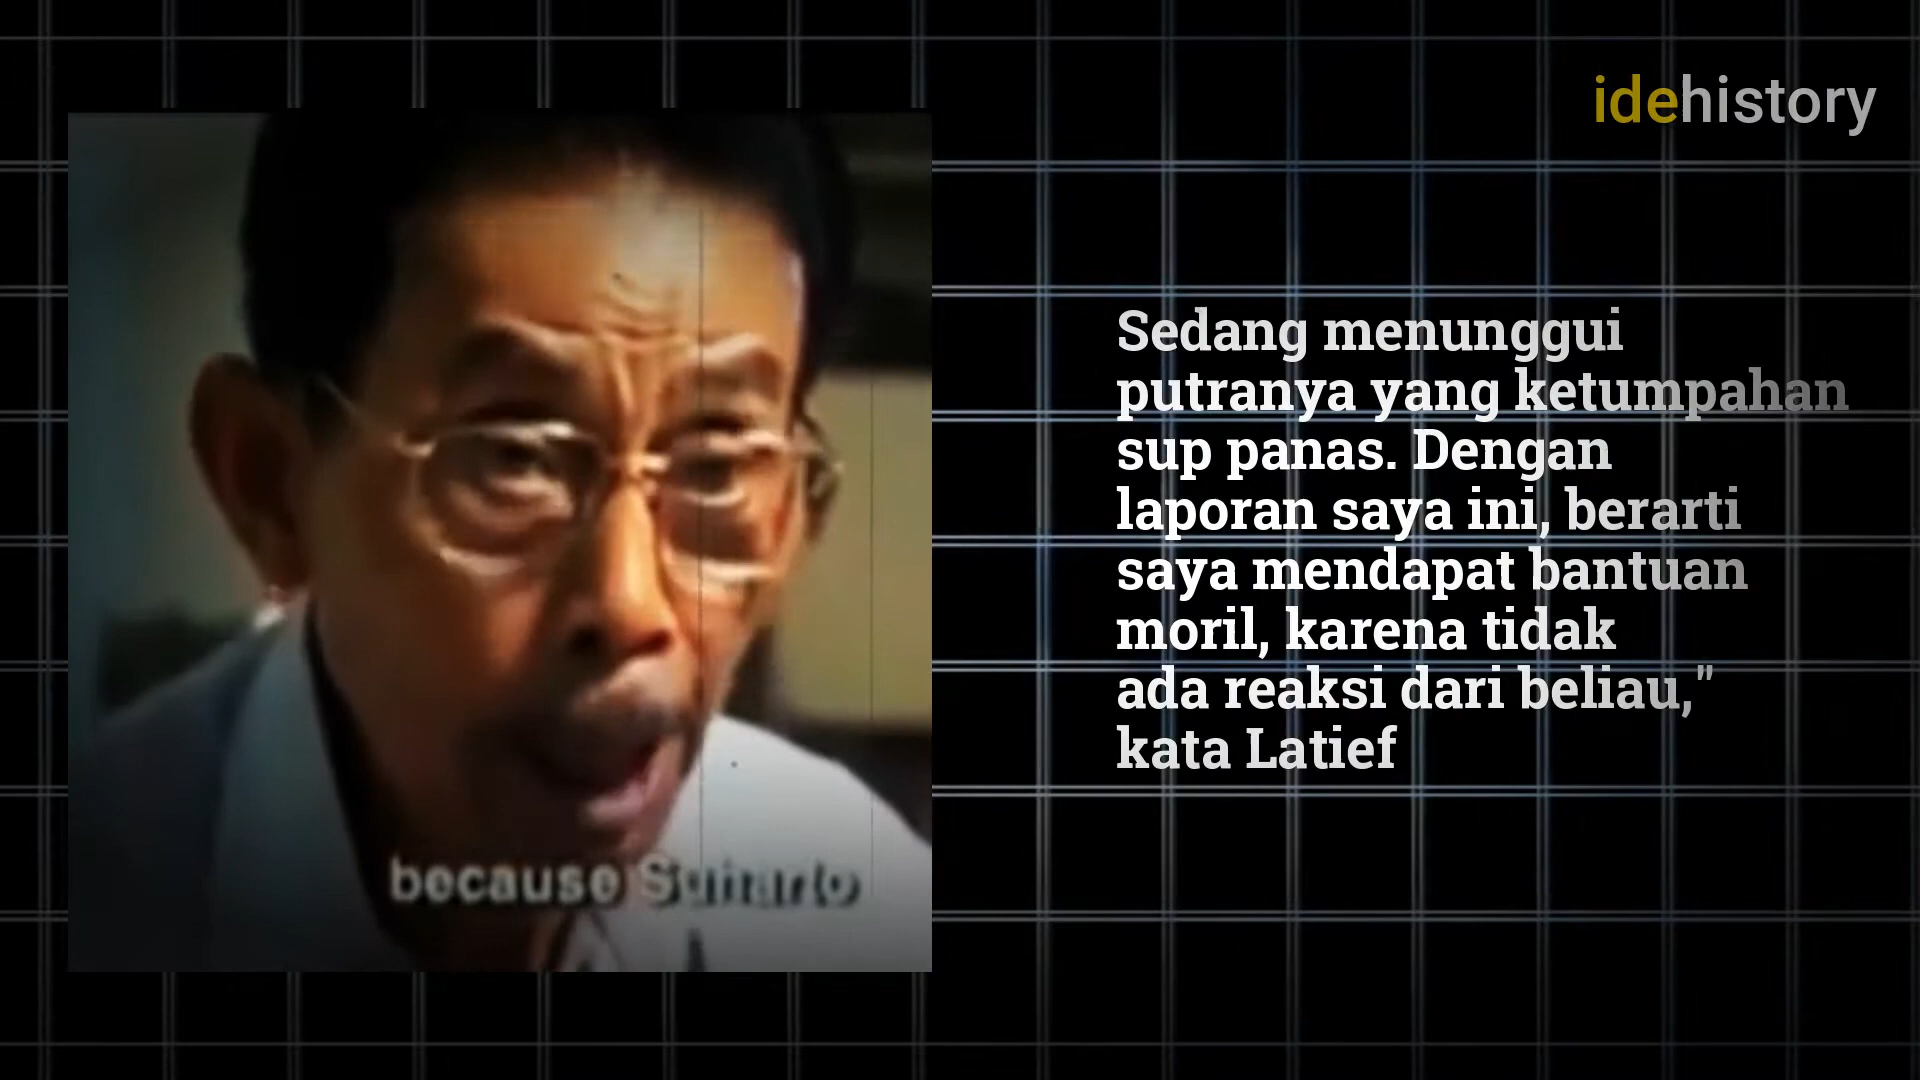 idehistory
Sedang menunggui
putranya yang ketumpahan
sup panas. Dengan
laporan saya ini, berarti
saya mendapat bantuan
moril, karena tidak
ada reaksi dari beliau,"
kata Latief
because Suharto